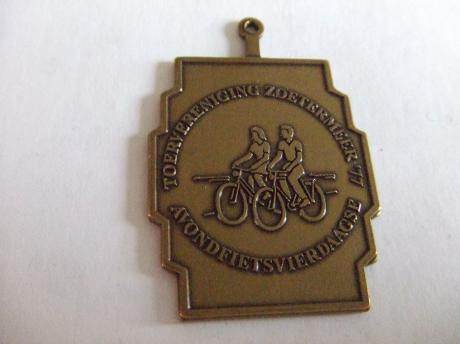 TOERVERENIGING ZOETERMEER '77
AVONDFIETSVIERDAAGSE